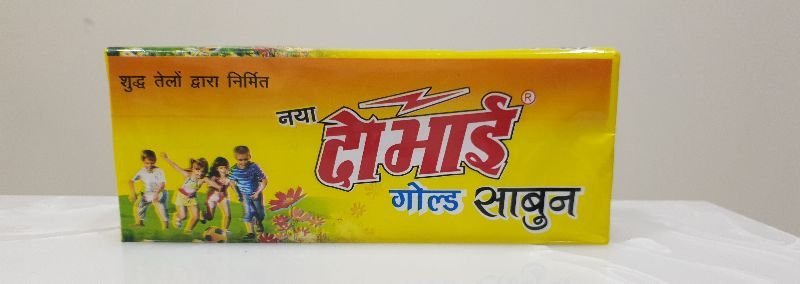 शुद्ध तेलों द्वारा निर्मित
नया
दोभाई ®
गोल्ड साबुन